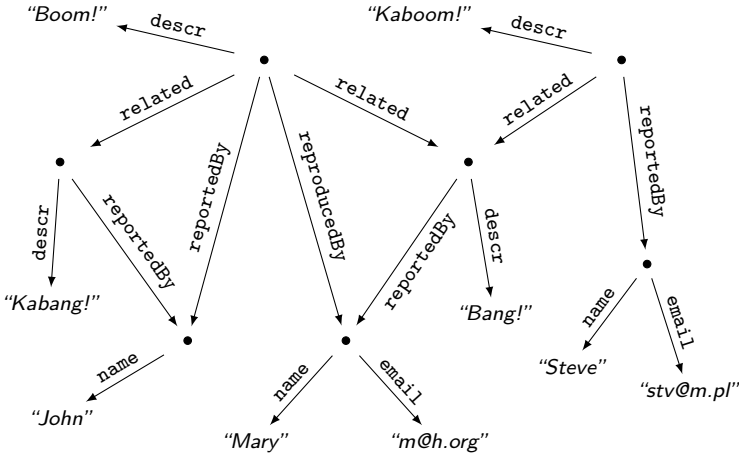 “Boom!”
descr
“Kaboom!”
descr
related
related
related
reportedBy
reproducedBy
reportedBy
descr
reportedBy
reportedBy
descr
“Kabang!”
“Bang!”
name
name
email
name
email
“Steve”
“stv@m.pl”
“John”
“Mary”
“m@h.org”